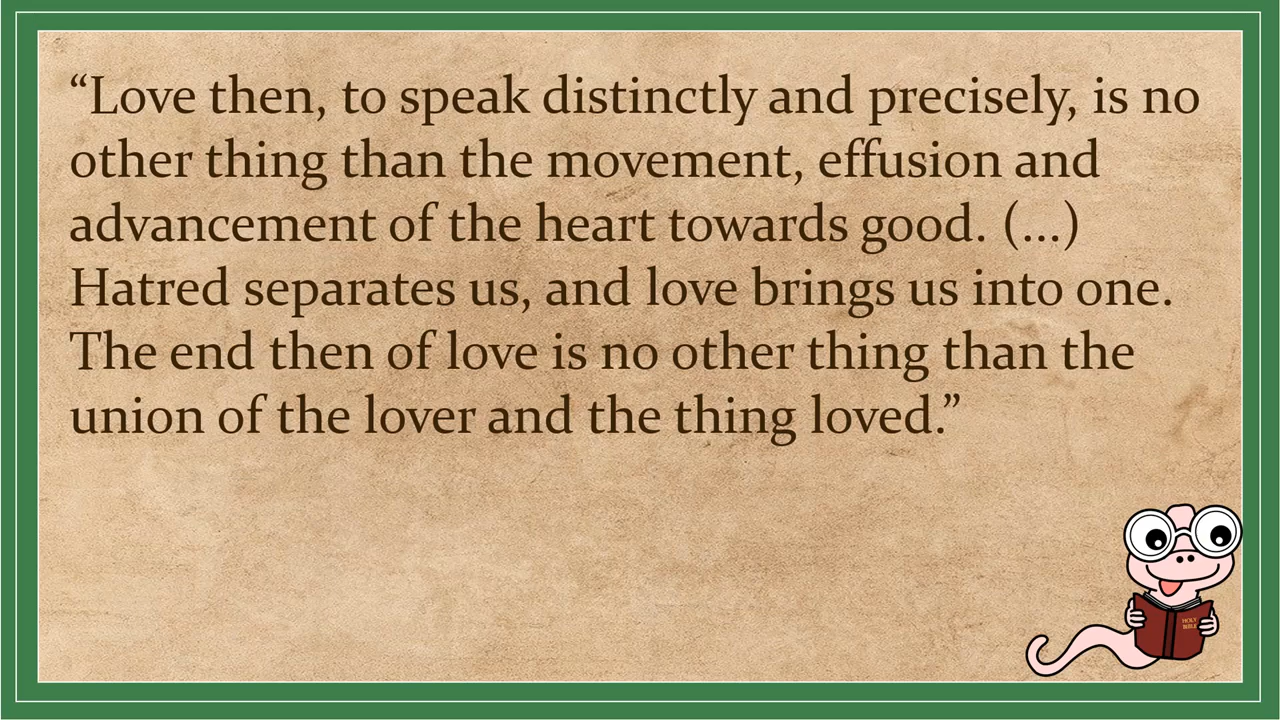 “Love then, to speak distinctly and precisely, is no
other thing than the movement, effusion and
advancement of the heart towards good. (...)
Hatred separates us, and love brings us into one.
The end then of love is no other thing than the
union of the lover and the thing loved.”
HOLY
BIBLE